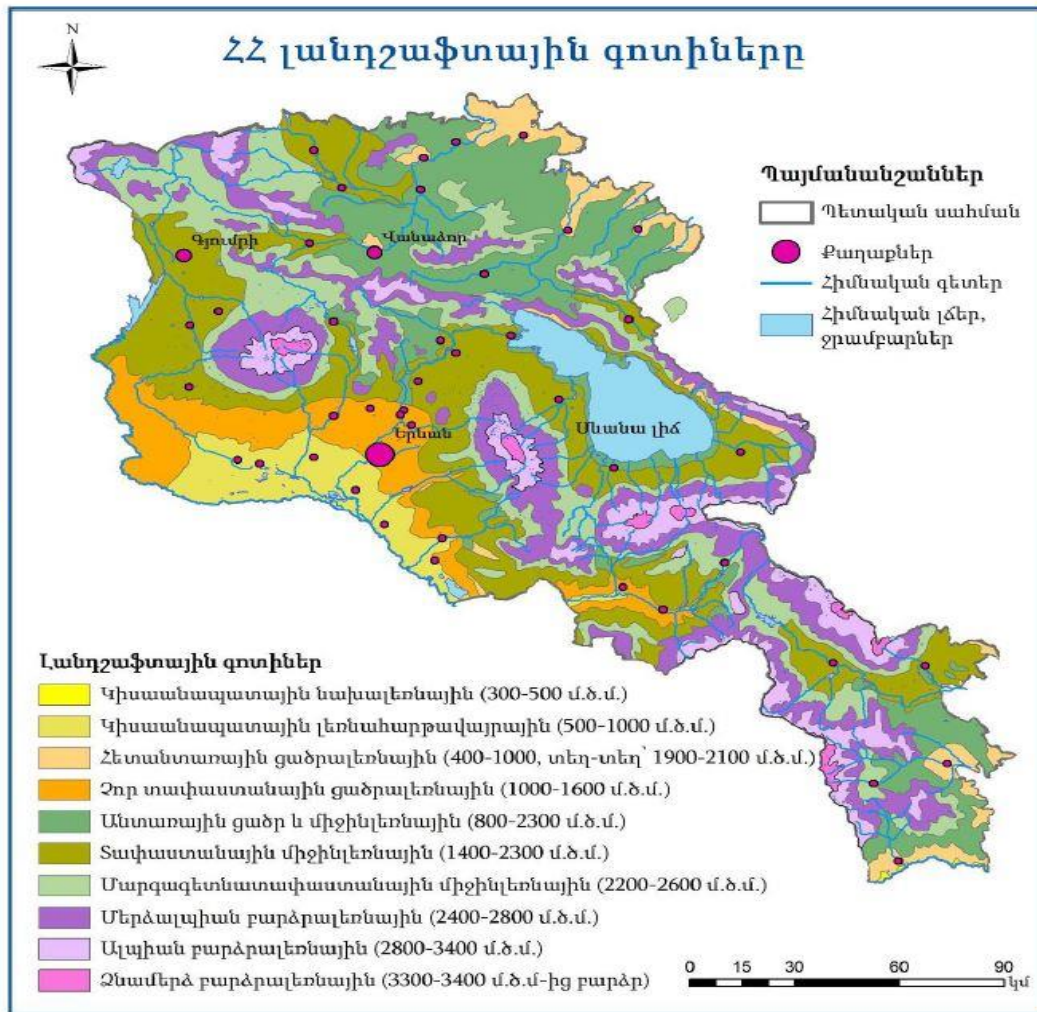 ՀՀ լանդշաֆտային գոտիները
N
Պայմանանշաններ
Պետական սահման
Քաղաքներ
Հիմնական գետեր
Հիմնական լճեր,
ջրամբարներ
Գյումրի
Վանաձոր
Երևան
Սևանա լիճ
Լանդշաֆտային գոտիներ
Կիսաանապատային նախալեռնային (300-500 մ.ծ.մ.)
Կիսաանապատային լեռնահարթավայրային (500-1000 մ.ծ.մ.)
Հետանտառային ցածրալեռնային (400-1000, տեղ-տեղ՝ 1900-2100 մ.ծ.մ.)
Չոր տափաստանային ցածրալեռնային (1000-1600 մ.ծ.մ.)
Անտառային ցածր և միջինլեռնային (800-2300 մ.ծ.մ.)
Տափաստանային միջինլեռնային (1400-2300 մ.ծ.մ.)
Մարգագետնատափաստանային միջինլեռնային (2200-2600 մ.ծ.մ.)
Մերձալպիան բարձրալեռնային (2400-2800 մ.ծ.մ.)
Ալպիան բարձրալեռնային (2800-3400 մ.ծ.մ.)
Ձնամերձ բարձրալեռնային (3300-3400 մ.ծ.մ-ից բարձր)
0 15 30 60 90
կմ